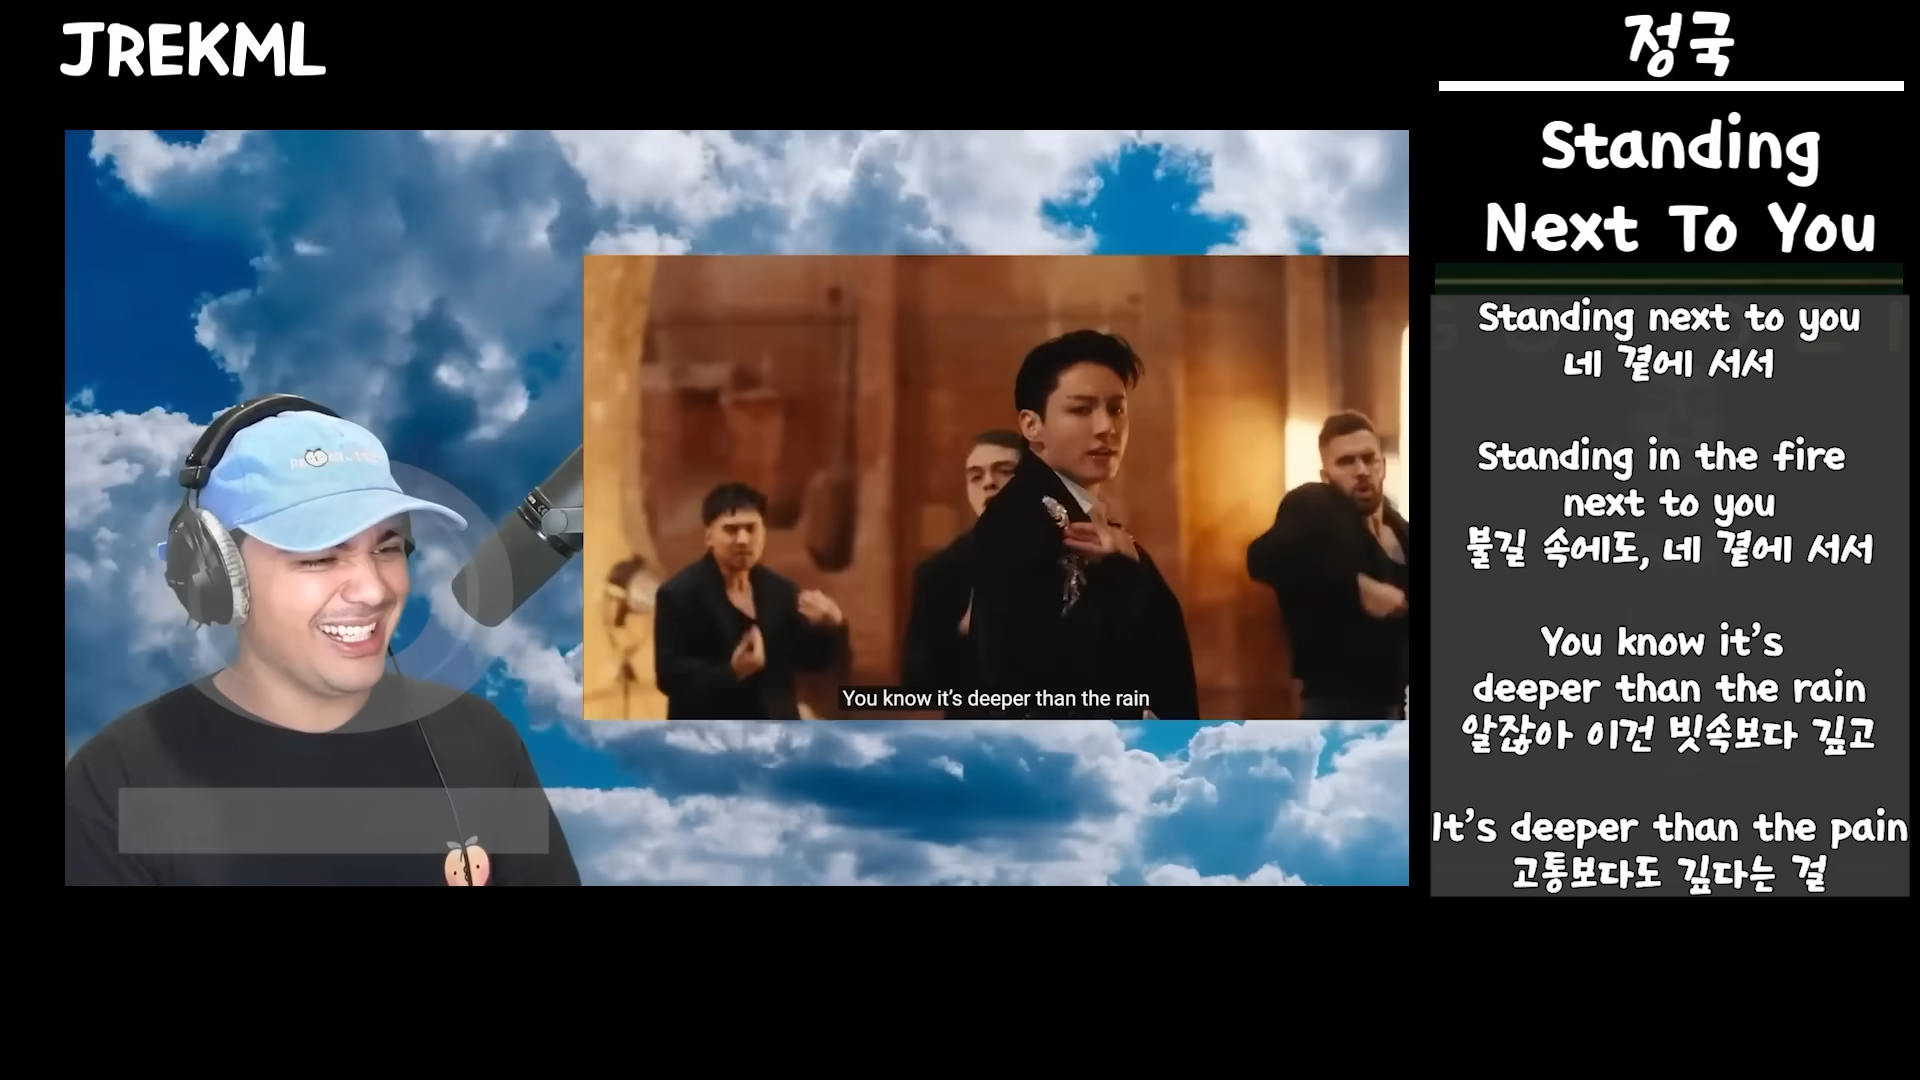 JREKML
정국
Standing
Next To You
Standing next to you
네 곁에 서서
Standing in the fire
next to you
불길 속에도, 네 곁에 서서
You know it's
deeper than the rain
알잖아 이건 빗속보다 깊고
It's deeper than the pain
고통보다도 깊다는 걸
You know it's deeper than the rain